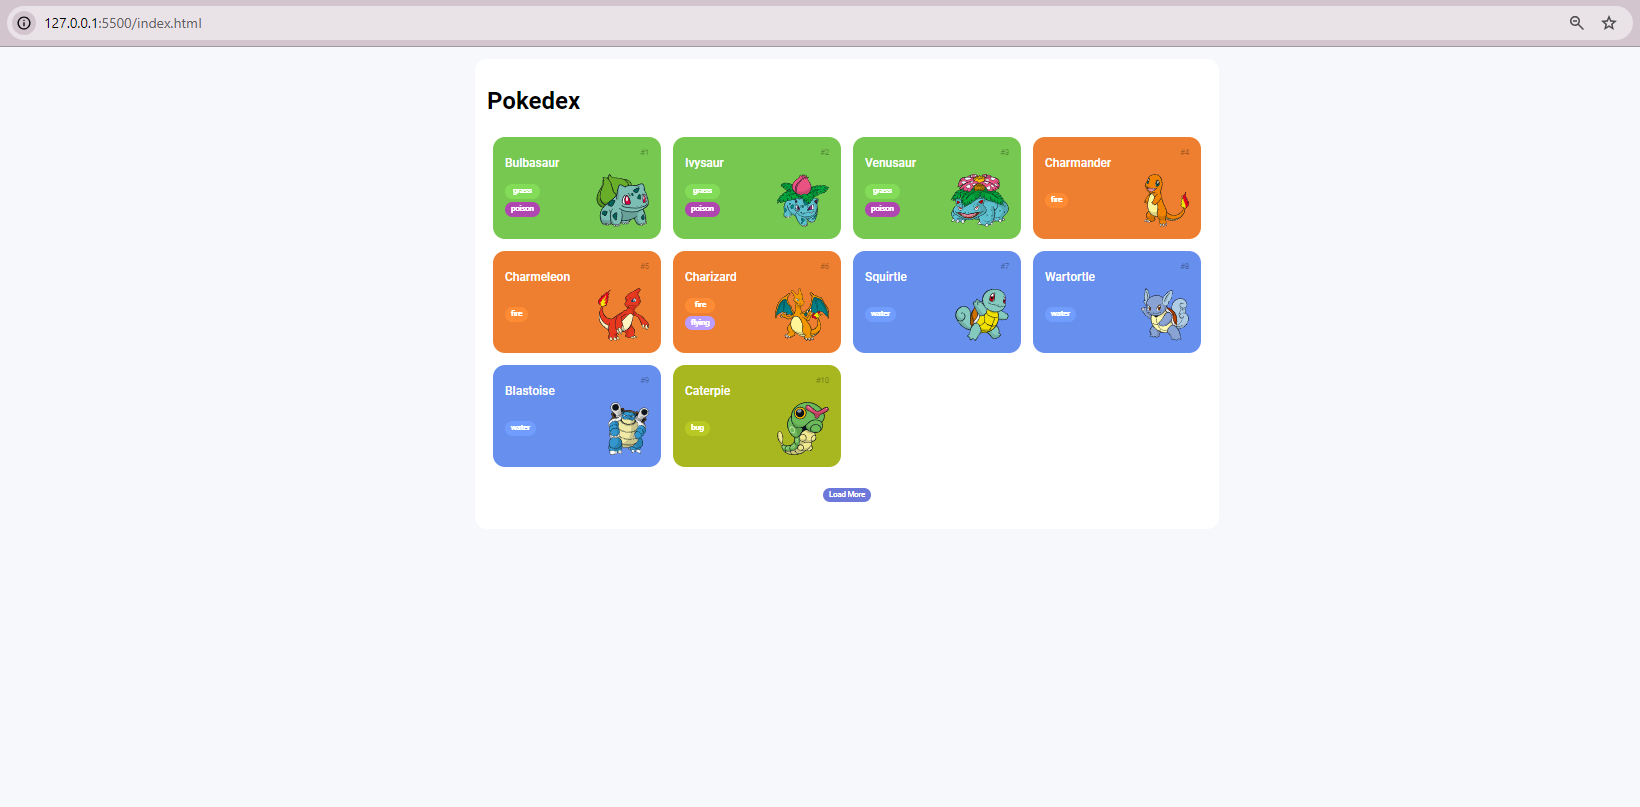 127.0.0.1:5500/index.html
Pokedex
#1
Bulbasaur
grass
poison
#2
Ivysaur
grass
poison
#3
Venusaur
grass
poison
#4
Charmander
fire
#5
Charmeleon
fire
#6
Charizard
fire
flying
#7
Squirtle
water
#8
Wartortle
water
#9
Blastoise
water
#10
Caterpie
bug
Load More